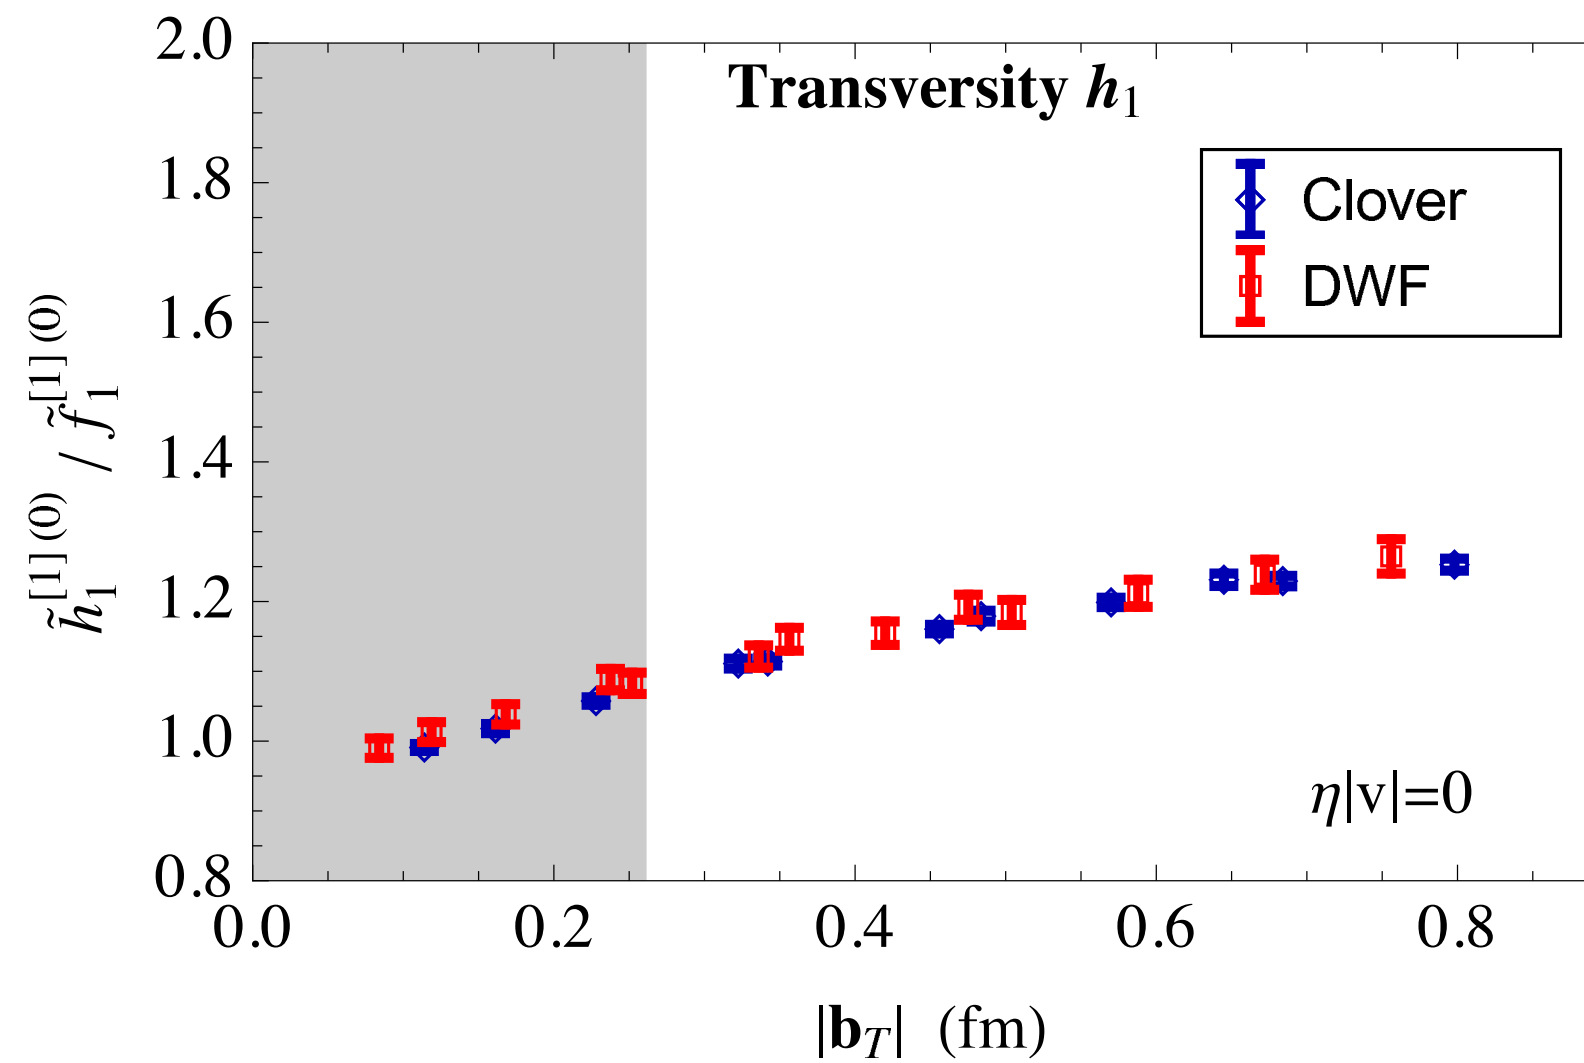 Transversity h₁
Clover
DWF
h̃₁^[1](0) / f̃₁^[1](0)
2.0
1.8
1.6
1.4
1.2
1.0
0.8
η|v|=0
0.0 0.2 0.4 0.6 0.8
|b_T| (fm)